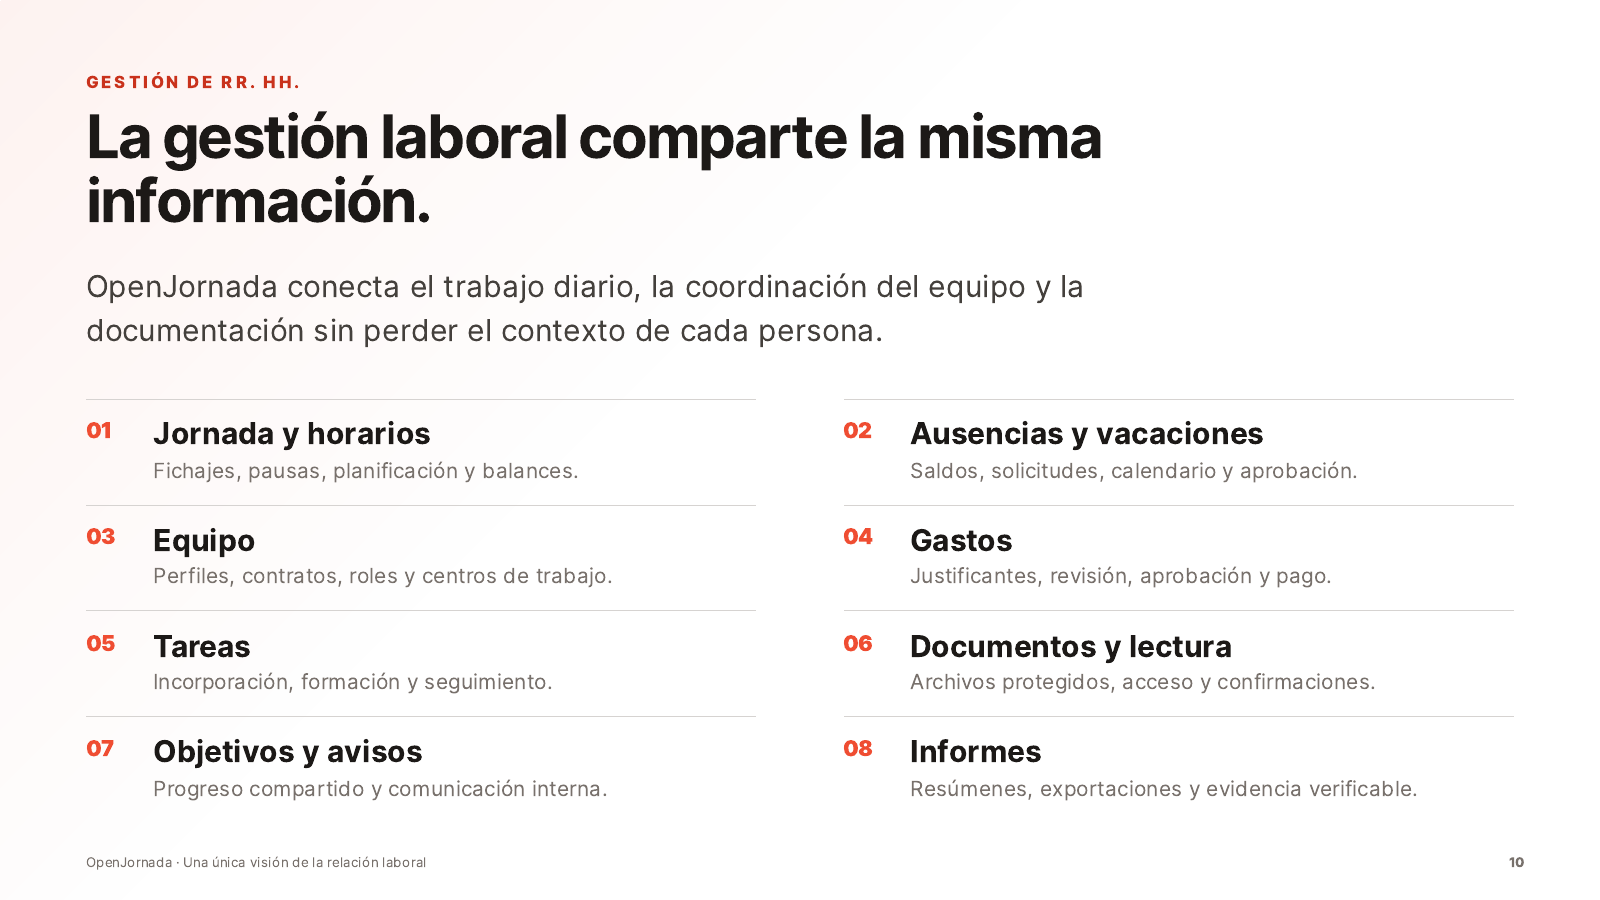 GESTIÓN DE RR. HH.
La gestión laboral comparte la misma
información.
OpenJornada conecta el trabajo diario, la coordinación del equipo y la
documentación sin perder el contexto de cada persona.
01 Jornada y horarios
Fichajes, pausas, planificación y balances.
02 Ausencias y vacaciones
Saldos, solicitudes, calendario y aprobación.
03 Equipo
Perfiles, contratos, roles y centros de trabajo.
04 Gastos
Justificantes, revisión, aprobación y pago.
05 Tareas
Incorporación, formación y seguimiento.
06 Documentos y lectura
Archivos protegidos, acceso y confirmaciones.
07 Objetivos y avisos
Progreso compartido y comunicación interna.
08 Informes
Resúmenes, exportaciones y evidencia verificable.
OpenJornada · Una única visión de la relación laboral
10